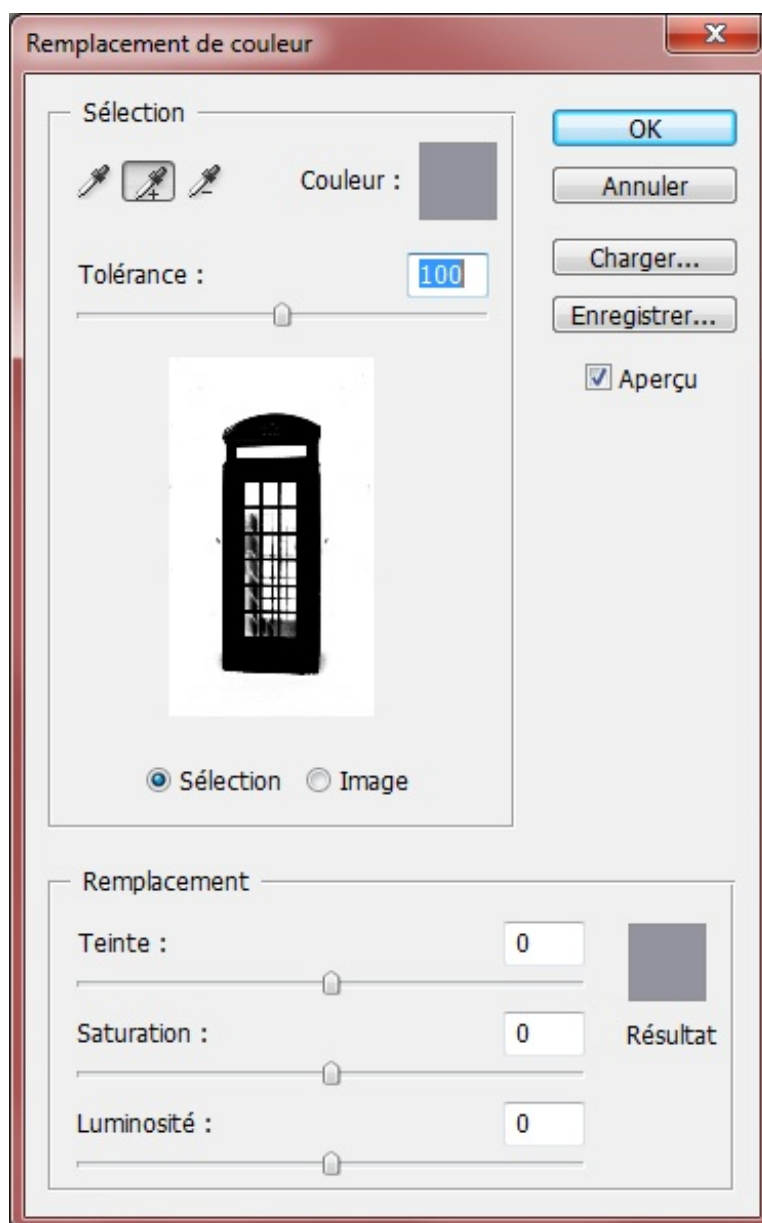 Remplacement de couleur
Sélection
Couleur :
Tolérance :
100
Sélection
Image
OK
Annuler
Charger...
Enregistrer...
Aperçu
Remplacement
Teinte :
0
Saturation :
0
Résultat
Luminosité :
0